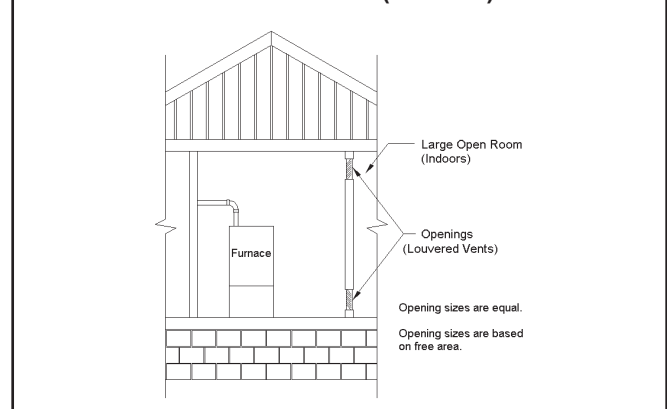 Large Open Room
(Indoors)
Furnace
Openings
(Louvered Vents)
Opening sizes are equal.
Opening sizes are based
on free area.